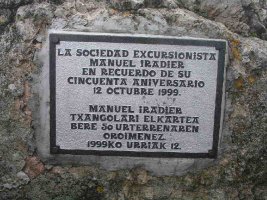 LA SOCIEDAD EXCURSIONISTA
MANUEL IRADIER
EN RECUERDO DE SU
CINCUENTA ANIVERSARIO
12 OCTUBRE 1999.
MANUEL IRADIER
TXANGOLARI ELKARTEA
BERE 50 URTERRENAREN
OROIMENEZ.
1999KO URRIAK 12.